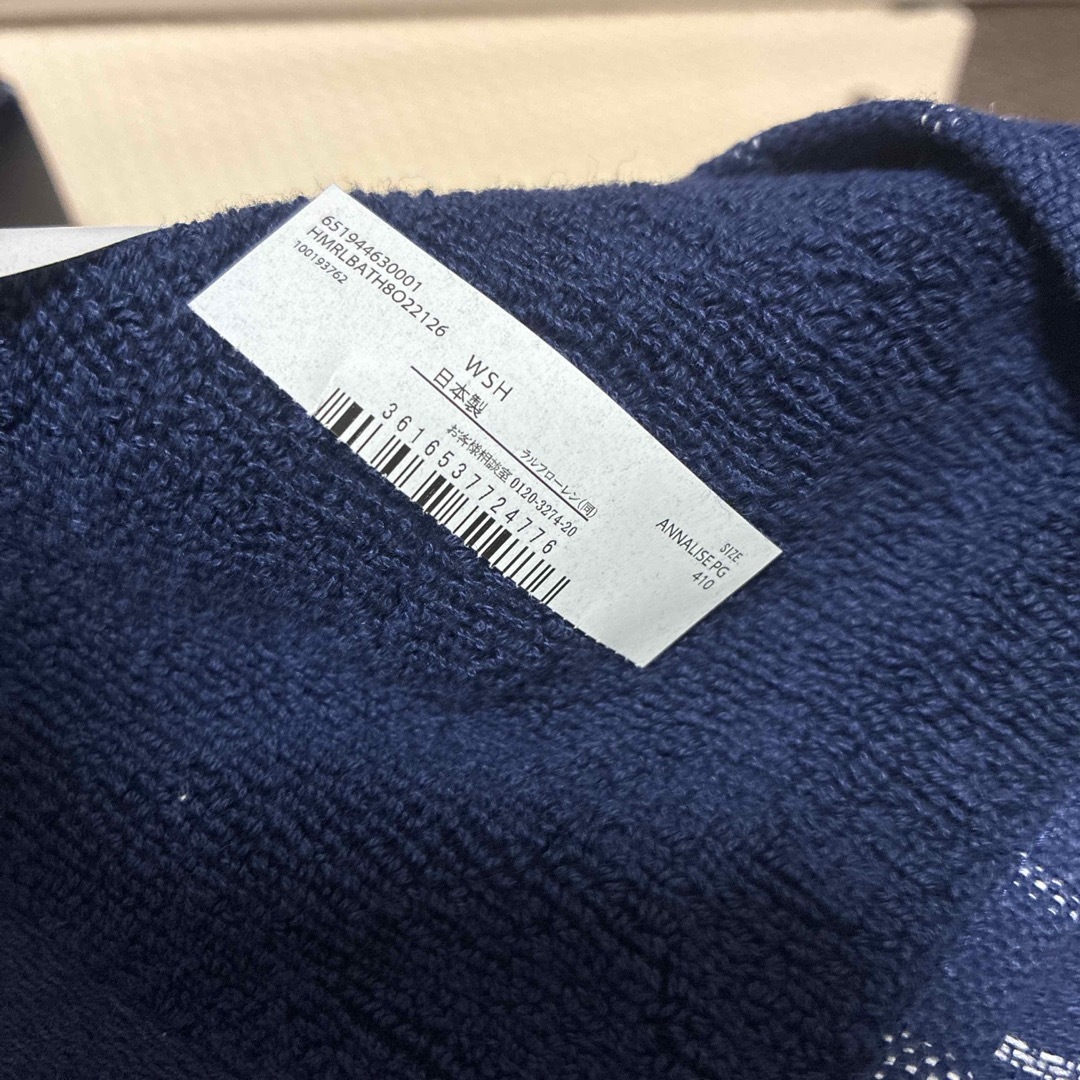 651944630001
HMRLBATH8O22126
100193762
WSH
日本製
ラルフローレン(同)
お客様相談室 0120-3274-20
3616537724776
SIZE:
ANNALISE PG
410